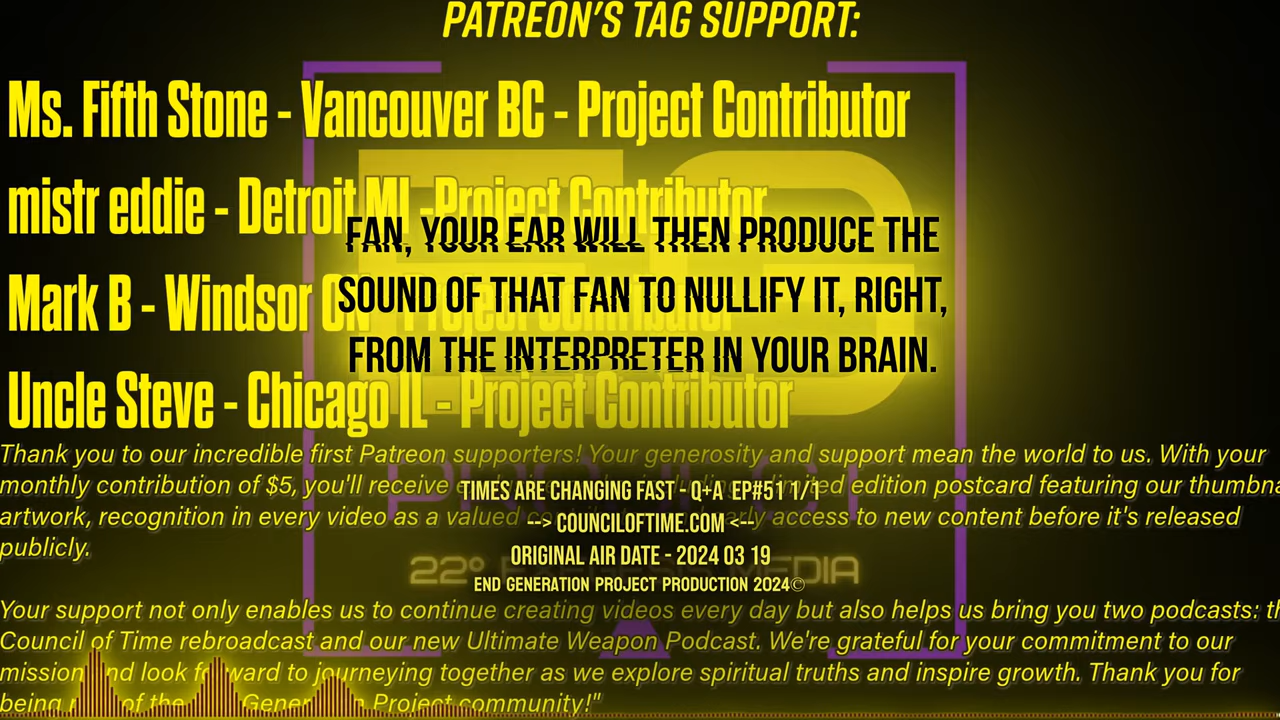 PATREON'S TAG SUPPORT:
Ms. Fifth Stone - Vancouver BC - Project Contributor
mistr eddie - Detroit MI - Project Contributor
FAN, YOUR EAR WILL THEN PRODUCE THE
Mark B - Windsor ON - Project Contributor
SOUND OF THAT FAN TO NULLIFY IT, RIGHT,
FROM THE INTERPRETER IN YOUR BRAIN.
Uncle Steve - Chicago IL - Project Contributor
Thank you to our incredible first Patreon supporters! Your generosity and support mean the world to us. With your
monthly contribution of $5, you'll receive limited edition postcard featuring our
TIMES ARE CHANGING FAST - Q+A EP#51 1/1
artwork, recognition in every video as a valued early access to new content before it's released
--> COUNCILOFTIME.COM <--
publicly.
ORIGINAL AIR DATE - 2024 03 19
22° MEDIA
END GENERATION PROJECT PRODUCTION 2024©
Your support not only enables us to continue creating videos every day but also helps us bring you two podcasts:
Council of Time rebroadcast and our new Ultimate Weapon Podcast. We're grateful for your commitment to our
mission and look forward to journeying together as we explore spiritual truths and inspire growth. Thank you for
being of the Project community!"